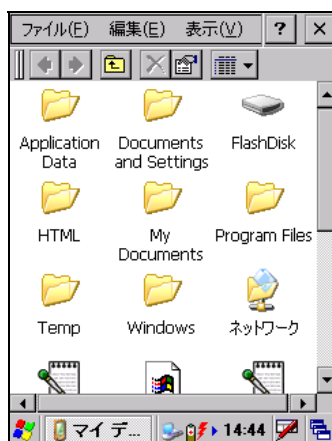 ファイル(F) 編集(E) 表示(V) ? ×
Application Data
Documents and Settings
FlashDisk
HTML
My Documents
Program Files
Temp
Windows
ネットワーク
マイ デ... 14:44